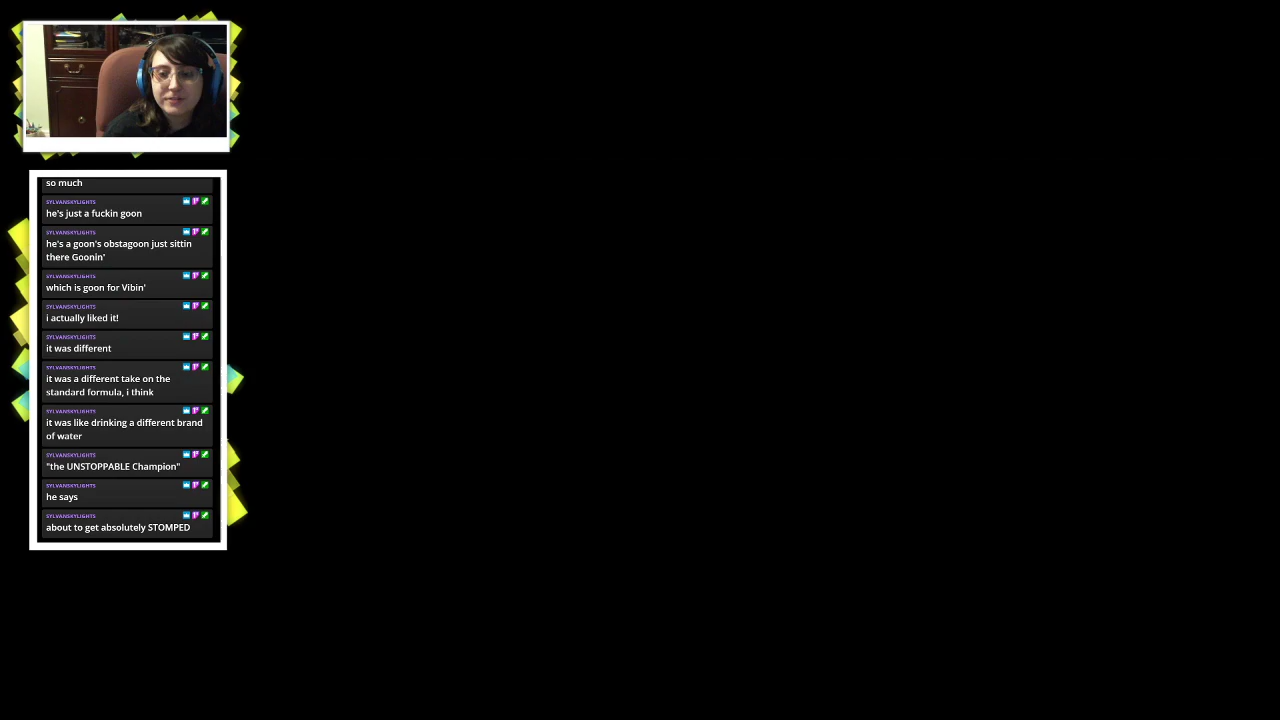 so much
SYLVANSKYLIGHTS
he's just a fuckin goon
SYLVANSKYLIGHTS
he's a goon's obstagoon just sittin
there Goonin'
SYLVANSKYLIGHTS
which is goon for Vibin'
SYLVANSKYLIGHTS
i actually liked it!
SYLVANSKYLIGHTS
it was different
SYLVANSKYLIGHTS
it was a different take on the
standard formula, i think
SYLVANSKYLIGHTS
it was like drinking a different brand
of water
SYLVANSKYLIGHTS
"the UNSTOPPABLE Champion"
SYLVANSKYLIGHTS
he says
SYLVANSKYLIGHTS
about to get absolutely STOMPED